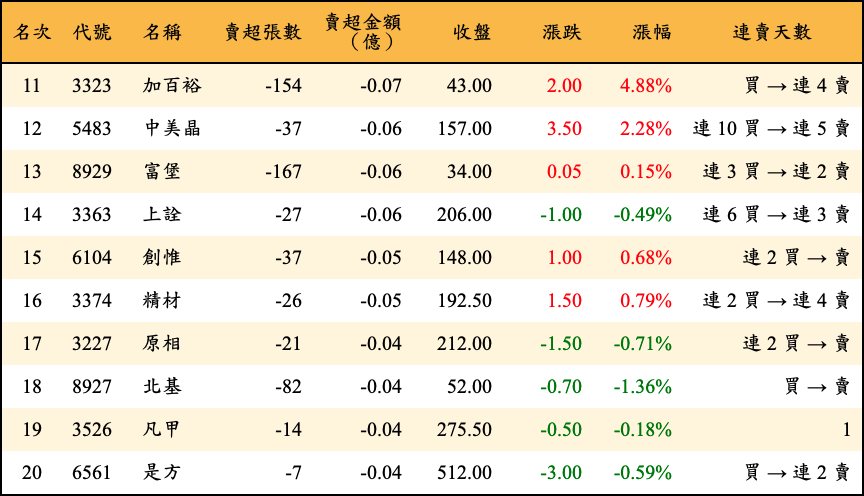 名次 代號 名稱 賣超張數 賣超金額（億） 收盤 漲跌 漲幅 連賣天數
11 3323 加百裕 -154 -0.07 43.00 2.00 4.88% 買 → 連 4 賣
12 5483 中美晶 -37 -0.06 157.00 3.50 2.28% 連 10 買 → 連 5 賣
13 8929 富堡 -167 -0.06 34.00 0.05 0.15% 連 3 買 → 連 2 賣
14 3363 上詮 -27 -0.06 206.00 -1.00 -0.49% 連 6 買 → 連 3 賣
15 6104 創惟 -37 -0.05 148.00 1.00 0.68% 連 2 買 → 賣
16 3374 精材 -26 -0.05 192.50 1.50 0.79% 連 2 買 → 連 4 賣
17 3227 原相 -21 -0.04 212.00 -1.50 -0.71% 連 2 買 → 賣
18 8927 北基 -82 -0.04 52.00 -0.70 -1.36% 買 → 賣
19 3526 凡甲 -14 -0.04 275.50 -0.50 -0.18% 1
20 6561 是方 -7 -0.04 512.00 -3.00 -0.59% 買 → 連 2 賣